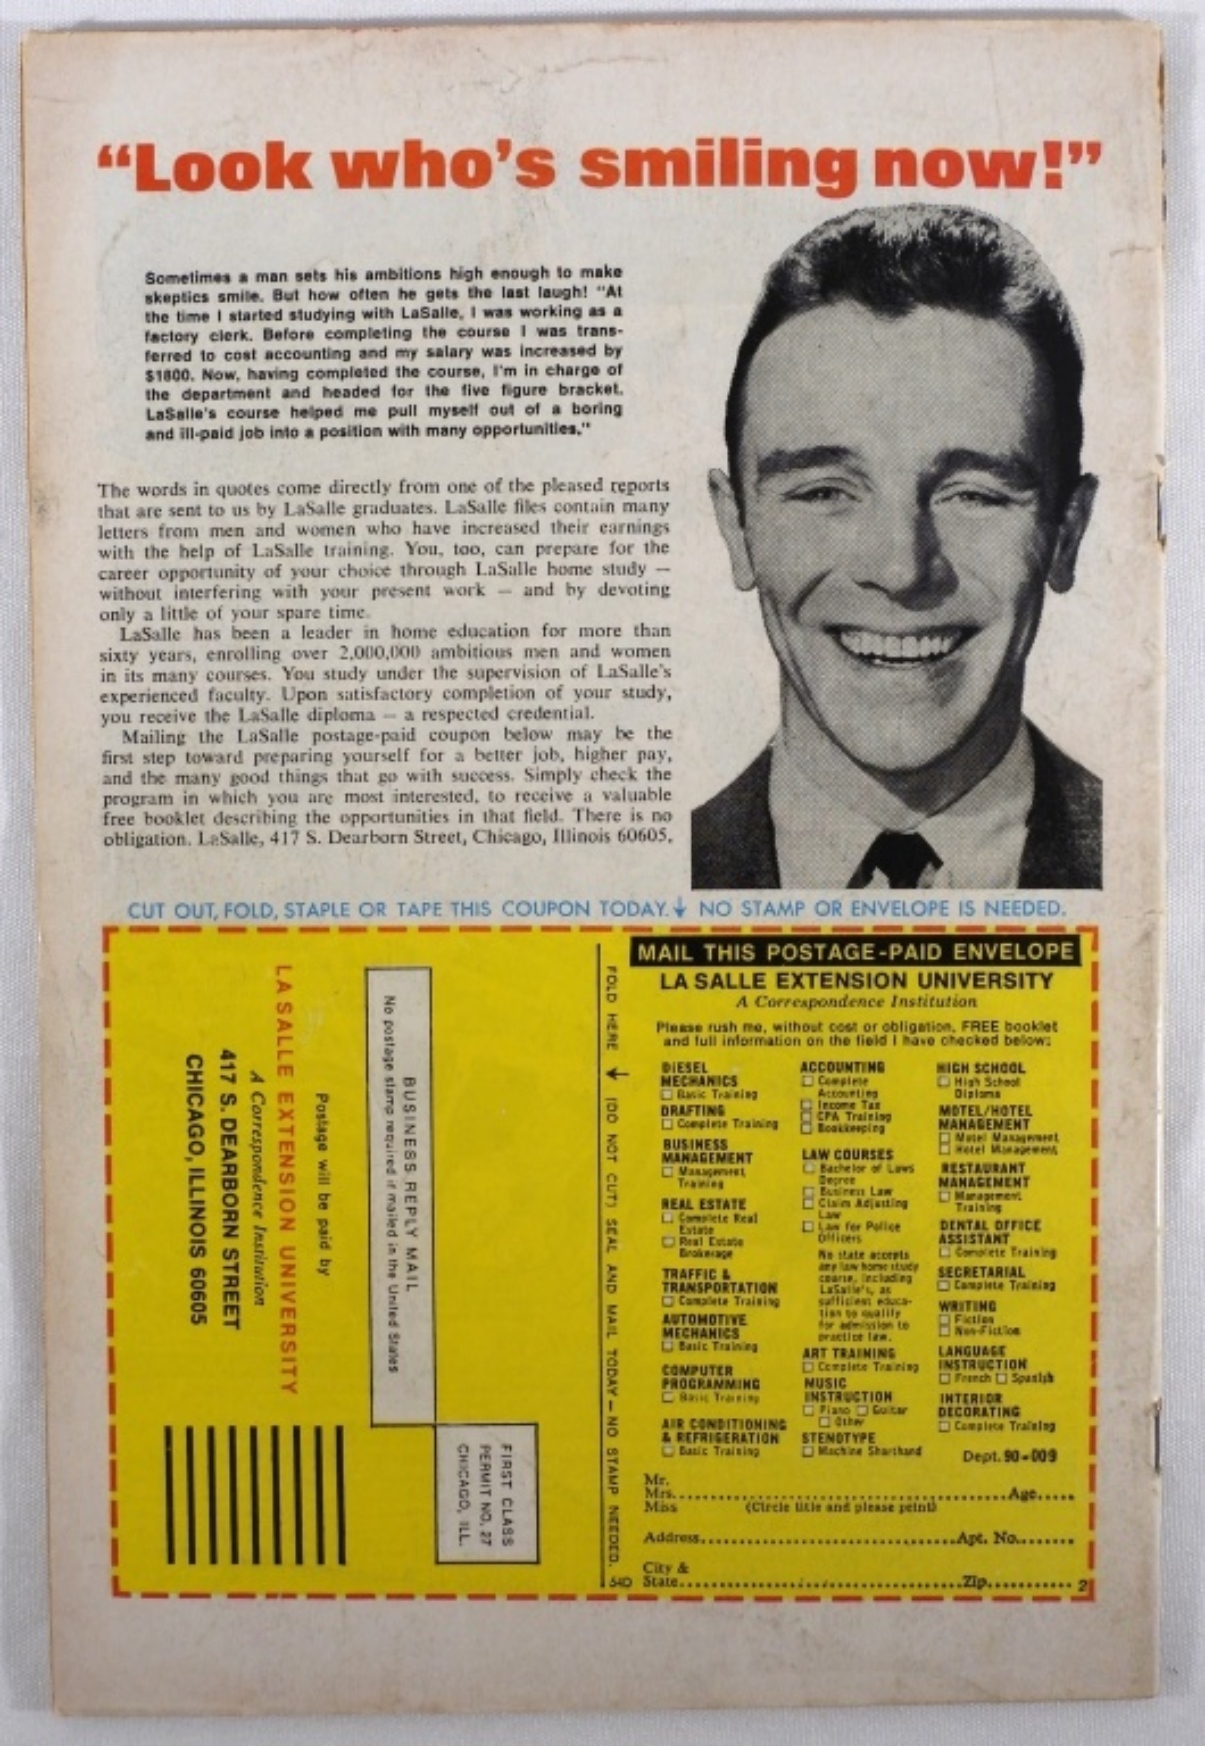 “Look who’s smiling now!”
Sometimes a man sets his ambitions high enough to make
skeptics smile. But how often he gets the last laugh! "At
the time I started studying with LaSalle, I was working as a
factory clerk. Before completing the course I was trans-
ferred to cost accounting and my salary was increased by
$1800. Now, having completed the course, I'm in charge of
the department and headed for the five figure bracket.
LaSalle's course helped me pull myself out of a boring
and ill-paid job into a position with many opportunities."
The words in quotes come directly from one of the pleased reports
that are sent to us by LaSalle graduates. LaSalle files contain many
letters from men and women who have increased their earnings
with the help of LaSalle training. You, too, can prepare for the
career opportunity of your choice through LaSalle home study —
without interfering with your present work — and by devoting
only a little of your spare time.
LaSalle has been a leader in home education for more than
sixty years, enrolling over 2,000,000 ambitious men and women
in its many courses. You study under the supervision of LaSalle's
experienced faculty. Upon satisfactory completion of your study,
you receive the LaSalle diploma — a respected credential.
Mailing the LaSalle postage-paid coupon below may be the
first step toward preparing yourself for a better job, higher pay,
and the many good things that go with success. Simply check the
program in which you are most interested, to receive a valuable
free booklet describing the opportunities in that field. There is no
obligation. LaSalle, 417 S. Dearborn Street, Chicago, Illinois 60605.
CUT OUT, FOLD, STAPLE OR TAPE THIS COUPON TODAY.↓ NO STAMP OR ENVELOPE IS NEEDED.
FIRST CLASS
PERMIT NO. 27
CHICAGO, ILL.
BUSINESS REPLY MAIL
No postage stamp required if mailed in the United States
Postage will be paid by
LA SALLE EXTENSION UNIVERSITY
A Correspondence Institution
417 S. DEARBORN STREET
CHICAGO, ILLINOIS 60605
FOLD HERE → (DO NOT CUT) SEAL AND MAIL TODAY — NO STAMP NEEDED.
540
MAIL THIS POSTAGE-PAID ENVELOPE
LA SALLE EXTENSION UNIVERSITY
A Correspondence Institution
Please rush me, without cost or obligation, FREE booklet
and full information on the field I have checked below:
DIESEL
MECHANICS
☐ Basic Training
DRAFTING
☐ Complete Training
BUSINESS
MANAGEMENT
☐ Management
Training
REAL ESTATE
☐ Complete Real
Estate
☐ Real Estate
Brokerage
TRAFFIC &
TRANSPORTATION
☐ Complete Training
AUTOMOTIVE
MECHANICS
☐ Basic Training
COMPUTER
PROGRAMMING
☐ Basic Training
AIR CONDITIONING
& REFRIGERATION
☐ Basic Training
ACCOUNTING
☐ Complete
Accounting
☐ Income Tax
☐ CPA Training
☐ Bookkeeping
LAW COURSES
☐ Bachelor of Laws
Degree
☐ Business Law
☐ Claim Adjusting
Law
☐ Law for Police
Officers
No state accepts
any law home study
course, including
LaSalle's, as
sufficient educa-
tion to qualify
for admission to
practice law.
ART TRAINING
☐ Complete Training
MUSIC
INSTRUCTION
☐ Piano ☐ Guitar
☐ Other
STENOTYPE
☐ Machine Shorthand
HIGH SCHOOL
☐ High School
Diploma
MOTEL/HOTEL
MANAGEMENT
☐ Motel Management
☐ Hotel Management
RESTAURANT
MANAGEMENT
☐ Management
Training
DENTAL OFFICE
ASSISTANT
☐ Complete Training
SECRETARIAL
☐ Complete Training
WRITING
☐ Fiction
☐ Non-Fiction
LANGUAGE
INSTRUCTION
☐ French ☐ Spanish
INTERIOR
DECORATING
☐ Complete Training
Dept. 90-009
Mr.
Mrs. Age
Miss (Circle title and please print)
Address Apt. No.
City &
State Zip 2